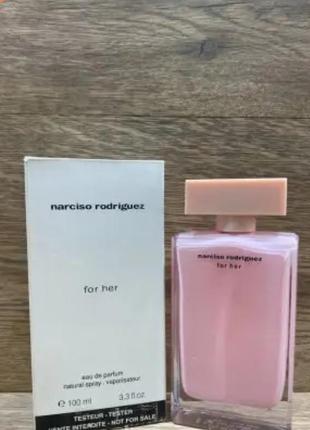 narciso rodriguez
for her
eau de parfum
natural spray - vaporisateur
e 100 ml 3.3 fl.oz.
TESTEUR - TESTER
VENTE INTERDITE - NOT FOR SALE
narciso rodriguez
for her